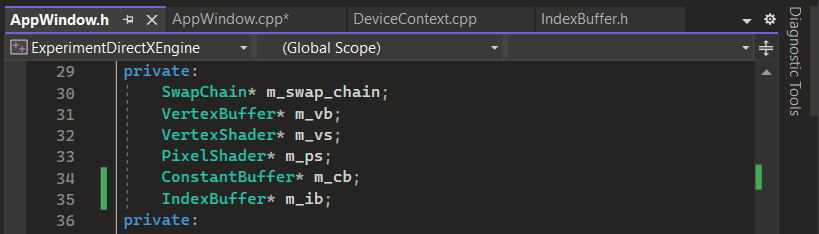 AppWindow.h AppWindow.cpp* DeviceContext.cpp IndexBuffer.h
ExperimentDirectXEngine (Global Scope)
29 private:
30 SwapChain* m_swap_chain;
31 VertexBuffer* m_vb;
32 VertexShader* m_vs;
33 PixelShader* m_ps;
34 ConstantBuffer* m_cb;
35 IndexBuffer* m_ib;
36 private:
Diagnostic Tools